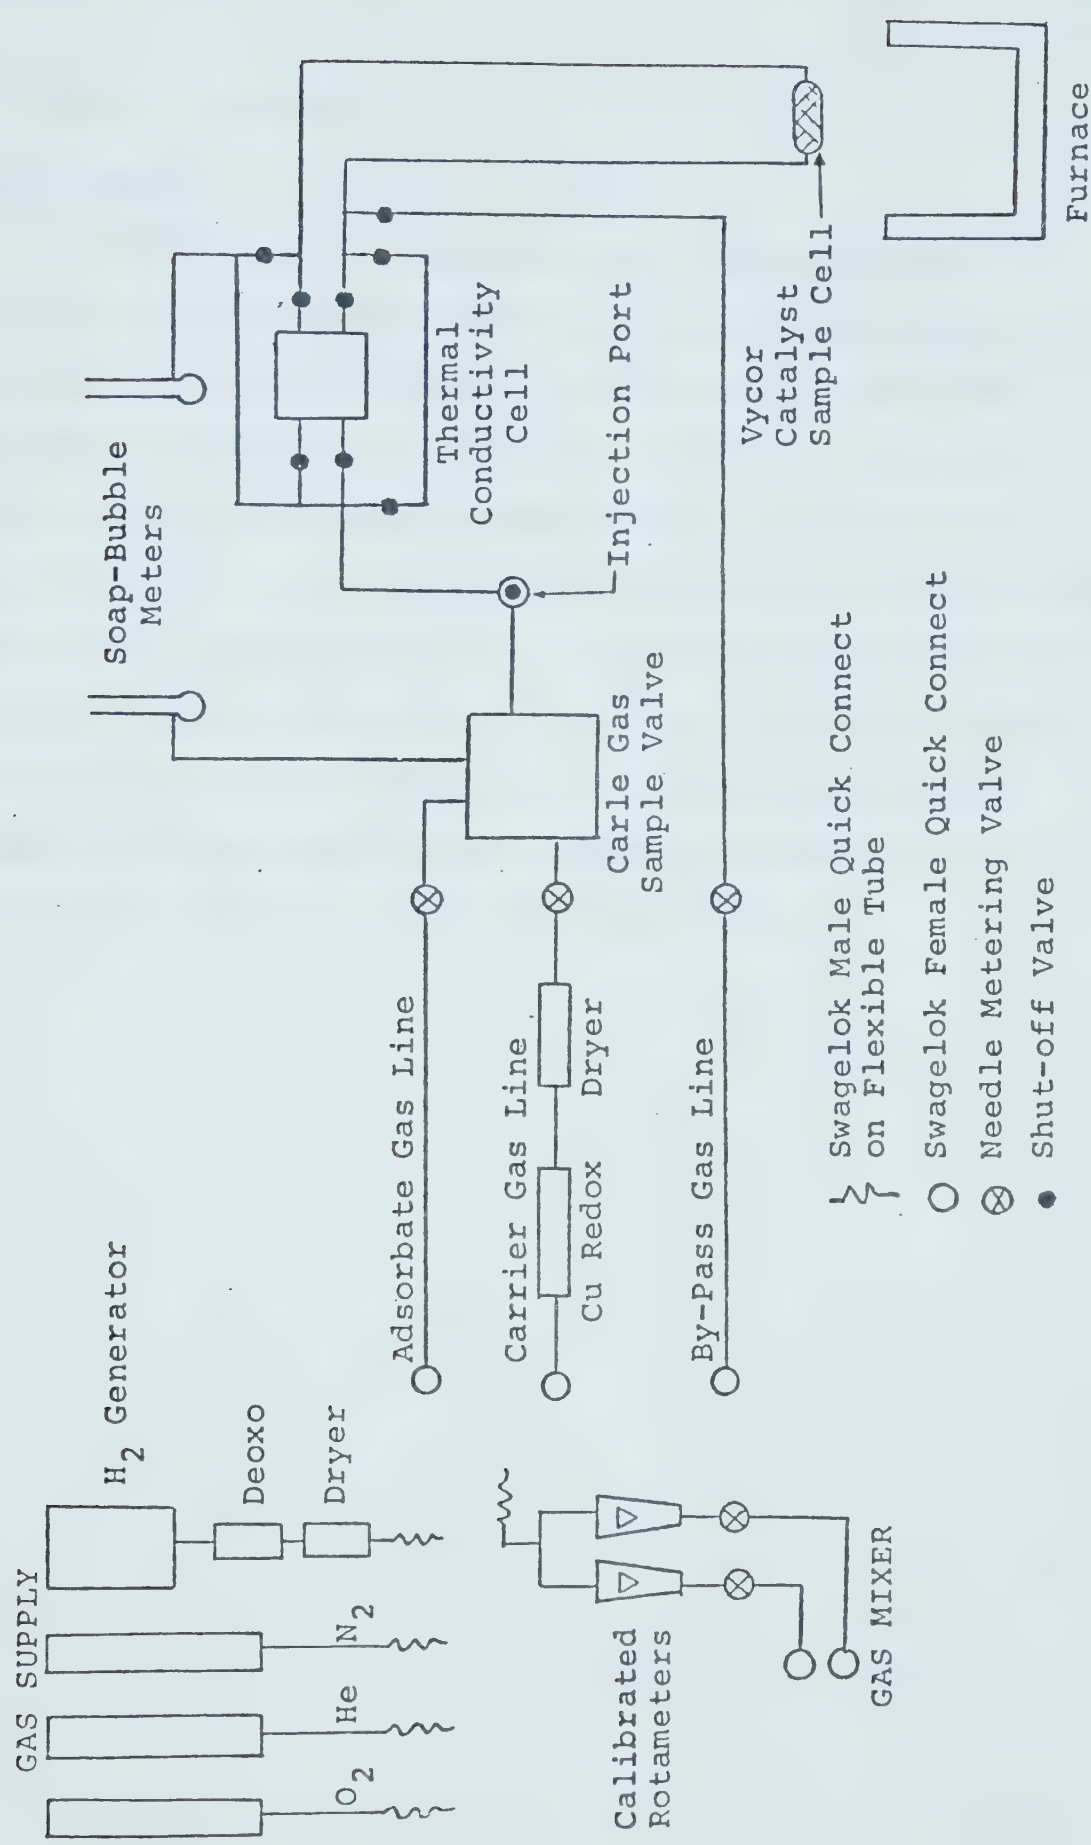 GAS SUPPLY
O2
He
N2
H2 Generator
Deoxo
Dryer
Calibrated
Rotameters
GAS MIXER
Adsorbate Gas Line
Carrier Gas Line
Cu Redox
Dryer
By-Pass Gas Line
Soap-Bubble
Meters
Carle Gas
Sample Valve
Injection Port
Thermal
Conductivity
Cell
Vycor
Catalyst
Sample Cell
Furnace
Swagelok Male Quick Connect
on Flexible Tube
Swagelok Female Quick Connect
Needle Metering Valve
Shut-off Valve